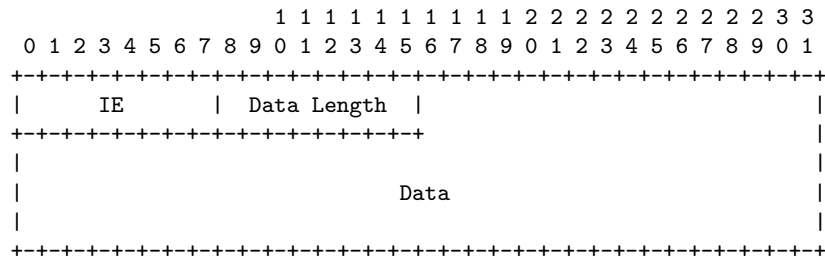 1 1 1 1 1 1 1 1 1 1 2 2 2 2 2 2 2 2 2 2 3 3
 0 1 2 3 4 5 6 7 8 9 0 1 2 3 4 5 6 7 8 9 0 1 2 3 4 5 6 7 8 9 0 1
+-+-+-+-+-+-+-+-+-+-+-+-+-+-+-+-+-+-+-+-+-+-+-+-+-+-+-+-+-+-+-+-+
|      IE       |  Data Length  |                               |
+-+-+-+-+-+-+-+-+-+-+-+-+-+-+-+-+                               |
|                                                               |
|                              Data                             |
|                                                               |
+-+-+-+-+-+-+-+-+-+-+-+-+-+-+-+-+-+-+-+-+-+-+-+-+-+-+-+-+-+-+-+-+